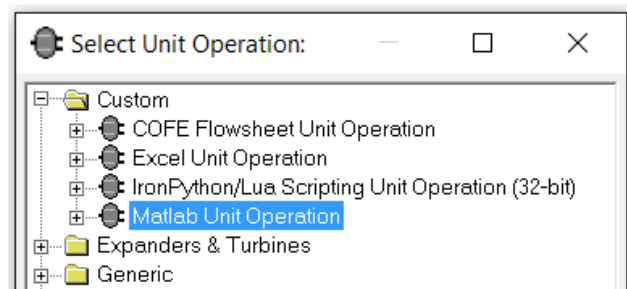 Select Unit Operation:
Custom
COFE Flowsheet Unit Operation
Excel Unit Operation
IronPython/Lua Scripting Unit Operation (32-bit)
Matlab Unit Operation
Expanders & Turbines
Generic